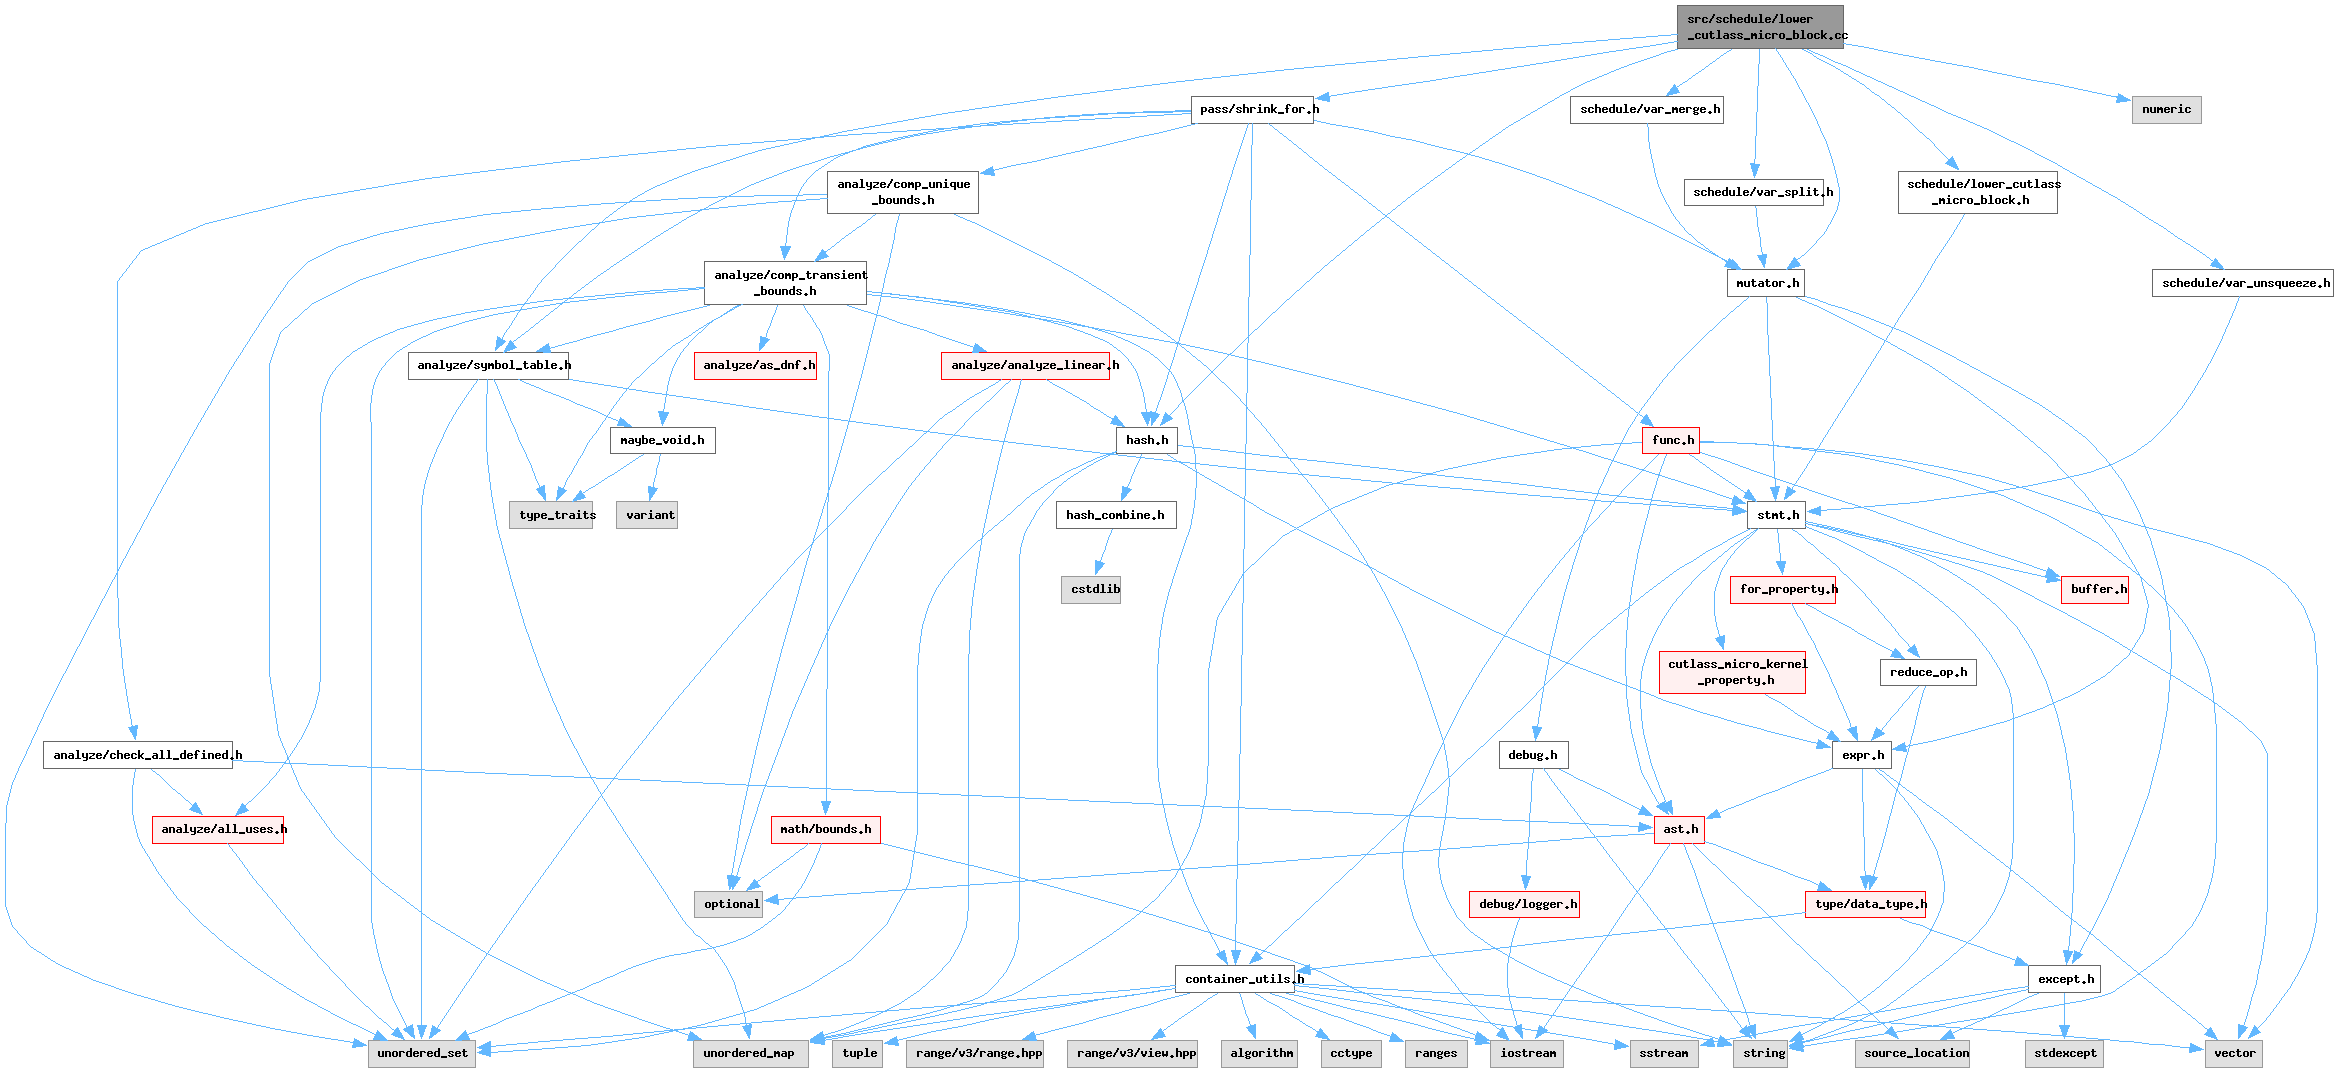 src/schedule/lower
_cutlass_micro_block.cc
pass/shrink_for.h
schedule/var_merge.h
numeric
analyze/comp_unique
_bounds.h
schedule/var_split.h
schedule/lower_cutlass
_micro_block.h
analyze/comp_transient
_bounds.h
mutator.h
schedule/var_unsqueeze.h
analyze/symbol_table.h
analyze/as_dnf.h
analyze/analyze_linear.h
maybe_void.h
hash.h
func.h
type_traits
variant
hash_combine.h
stmt.h
cstdlib
for_property.h
buffer.h
cutlass_micro_kernel
_property.h
reduce_op.h
analyze/check_all_defined.h
debug.h
expr.h
analyze/all_uses.h
math/bounds.h
ast.h
optional
debug/logger.h
type/data_type.h
container_utils.h
except.h
unordered_set
unordered_map
tuple
range/v3/range.hpp
range/v3/view.hpp
algorithm
cctype
ranges
iostream
sstream
string
source_location
stdexcept
vector